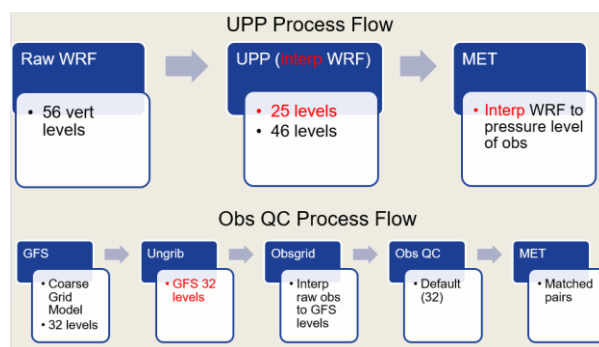 UPP Process Flow
Raw WRF
• 56 vert
levels
UPP (Interp WRF)
• 25 levels
• 46 levels
MET
• Interp WRF to
pressure level
of obs
Obs QC Process Flow
GFS
• Coarse
Grid
Model
• 32 levels
Ungrib
• GFS 32
levels
Obsgrid
• Interp
raw obs
to GFS
levels
Obs QC
• Default
(32)
MET
• Matched
pairs